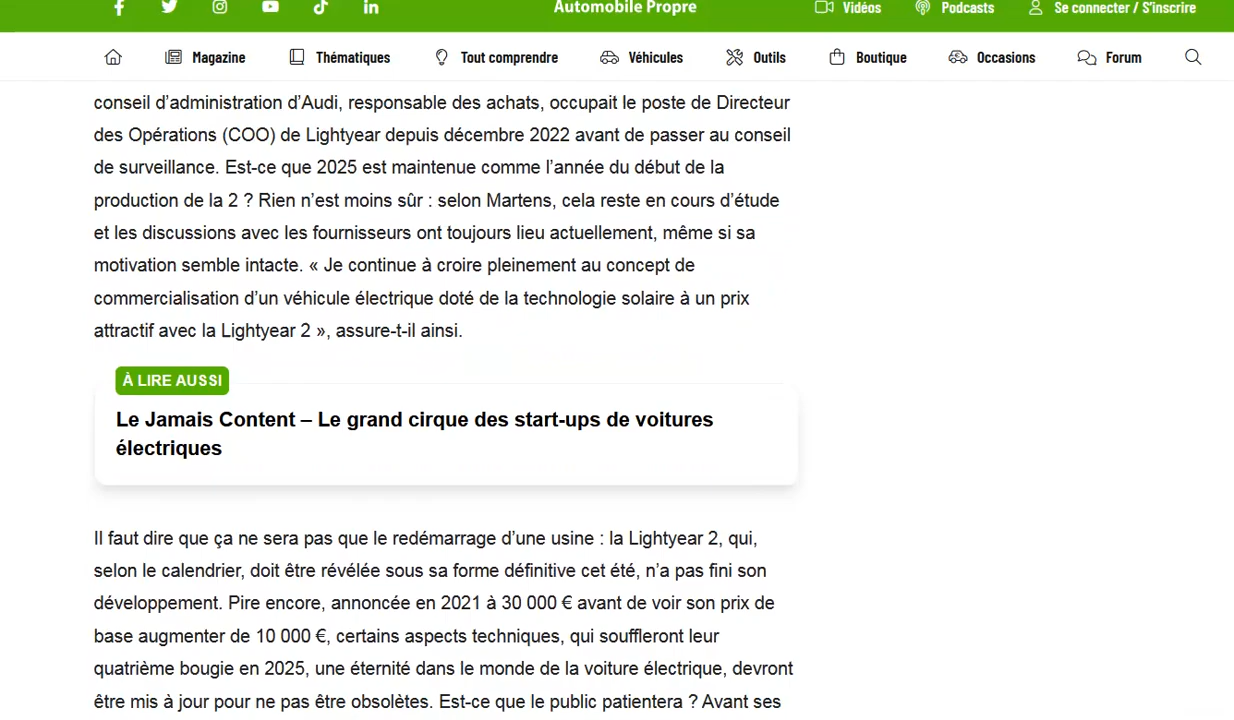 Automobile Propre
Vidéos
Podcasts
Se connecter / S'inscrire
Magazine
Thématiques
Tout comprendre
Véhicules
Outils
Boutique
Occasions
Forum
conseil d’administration d’Audi, responsable des achats, occupait le poste de Directeur
des Opérations (COO) de Lightyear depuis décembre 2022 avant de passer au conseil
de surveillance. Est-ce que 2025 est maintenue comme l’année du début de la
production de la 2 ? Rien n’est moins sûr : selon Martens, cela reste en cours d’étude
et les discussions avec les fournisseurs ont toujours lieu actuellement, même si sa
motivation semble intacte. « Je continue à croire pleinement au concept de
commercialisation d’un véhicule électrique doté de la technologie solaire à un prix
attractif avec la Lightyear 2 », assure-t-il ainsi.
À LIRE AUSSI
Le Jamais Content – Le grand cirque des start-ups de voitures
électriques
Il faut dire que ça ne sera pas que le redémarrage d’une usine : la Lightyear 2, qui,
selon le calendrier, doit être révélée sous sa forme définitive cet été, n’a pas fini son
développement. Pire encore, annoncée en 2021 à 30 000 € avant de voir son prix de
base augmenter de 10 000 €, certains aspects techniques, qui souffleront leur
quatrième bougie en 2025, une éternité dans le monde de la voiture électrique, devront
être mis à jour pour ne pas être obsolètes. Est-ce que le public patientera ? Avant ses